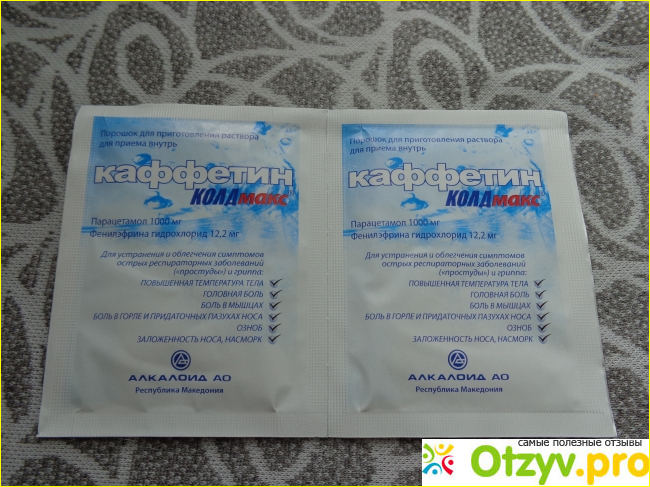 Порошок для приготовления раствора
для приема внутрь
каффетин
КОЛДмакс®
Парацетамол 1000 мг
Фенилэфрина гидрохлорид 12,2 мг
Для устранения и облегчения симптомов
острых респираторных заболеваний
(«простуды») и гриппа:
ПОВЫШЕННАЯ ТЕМПЕРАТУРА ТЕЛА
ГОЛОВНАЯ БОЛЬ
БОЛЬ В МЫШЦАХ
БОЛЬ В ГОРЛЕ И ПРИДАТОЧНЫХ ПАЗУХАХ НОСА
ОЗНОБ
ЗАЛОЖЕННОСТЬ НОСА, НАСМОРК
АЛКАЛОИД АО
Республика Македония
Порошок для приготовления раствора
для приема внутрь
каффетин
КОЛДмакс®
Парацетамол 1000 мг
Фенилэфрина гидрохлорид 12,2 мг
Для устранения и облегчения симптомов
острых респираторных заболеваний
(«простуды») и гриппа:
ПОВЫШЕННАЯ ТЕМПЕРАТУРА ТЕЛА
ГОЛОВНАЯ БОЛЬ
БОЛЬ В МЫШЦАХ
БОЛЬ В ГОРЛЕ И ПРИДАТОЧНЫХ ПАЗУХАХ НОСА
ОЗНОБ
ЗАЛОЖЕННОСТЬ НОСА, НАСМОРК
АЛКАЛОИД АО
Республика Македония
самые полезные отзывы
Otzyv.pro